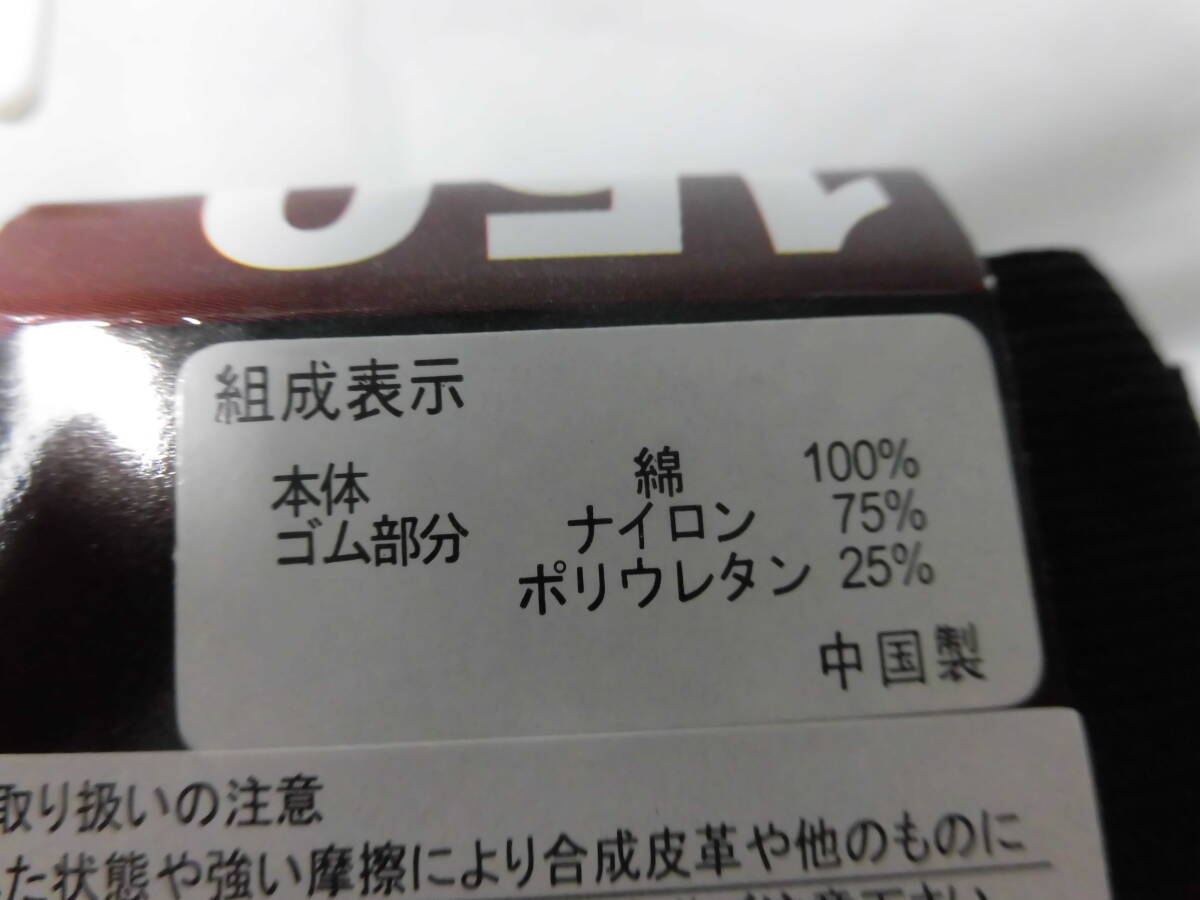 組成表示
本体 綿 100%
ゴム部分 ナイロン 75%
ポリウレタン 25%
中国製
取り扱いの注意
た状態や強い摩擦により合成皮革や他のものに